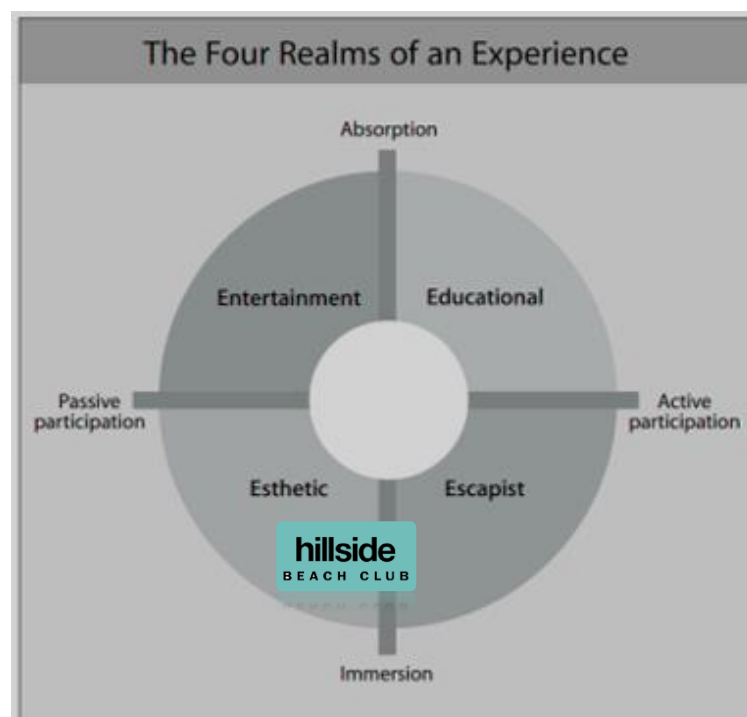 The Four Realms of an Experience
Absorption
Entertainment
Educational
Passive
participation
Active
participation
Esthetic
Escapist
hillside
BEACH CLUB
Immersion